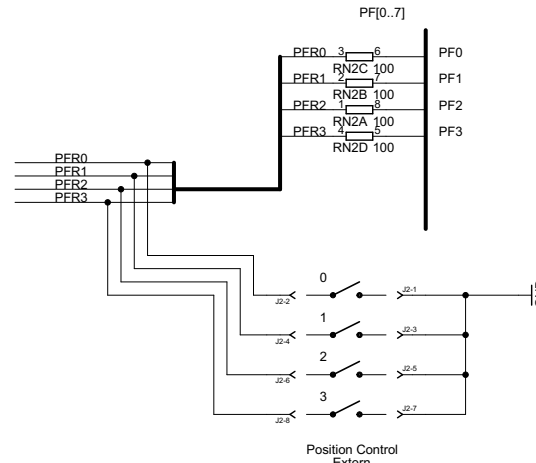 PF[0..7]
PFR0 3 6 PF0
RN2C 100
PFR1 2 7 PF1
RN2B 100
PFR2 1 8 PF2
RN2A 100
PFR3 4 5 PF3
RN2D 100
PFR0
PFR1
PFR2
PFR3
0
J2-2 J2-1
1
J2-4 J2-3
2
J2-6 J2-5
3
J2-8 J2-7
Position Control
Extern